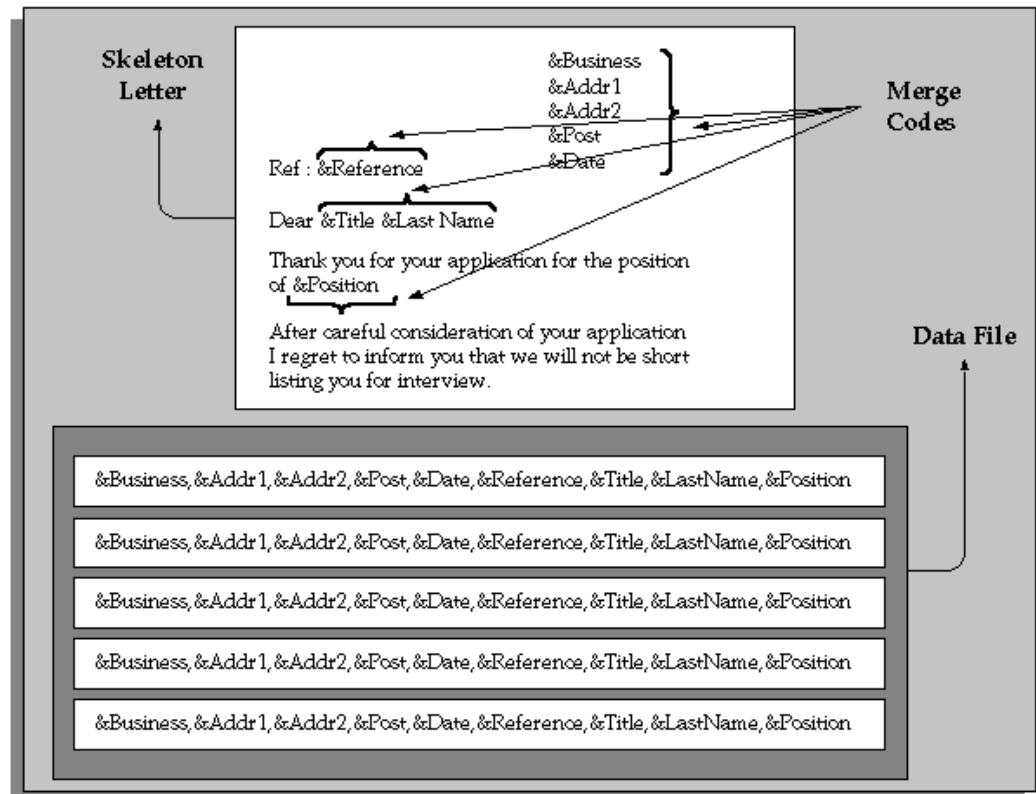 Skeleton
Letter
&Business
&Addr1
&Addr2
&Post
&Date
Merge
Codes
Ref : &Reference
Dear &Title &Last Name
Thank you for your application for the position
of &Position
After careful consideration of your application
I regret to inform you that we will not be short
listing you for interview.
Data File
&Business, &Addr1, &Addr2, &Post, &Date, &Reference, &Title, &LastName, &Position
&Business, &Addr1, &Addr2, &Post, &Date, &Reference, &Title, &LastName, &Position
&Business, &Addr1, &Addr2, &Post, &Date, &Reference, &Title, &LastName, &Position
&Business, &Addr1, &Addr2, &Post, &Date, &Reference, &Title, &LastName, &Position
&Business, &Addr1, &Addr2, &Post, &Date, &Reference, &Title, &LastName, &Position